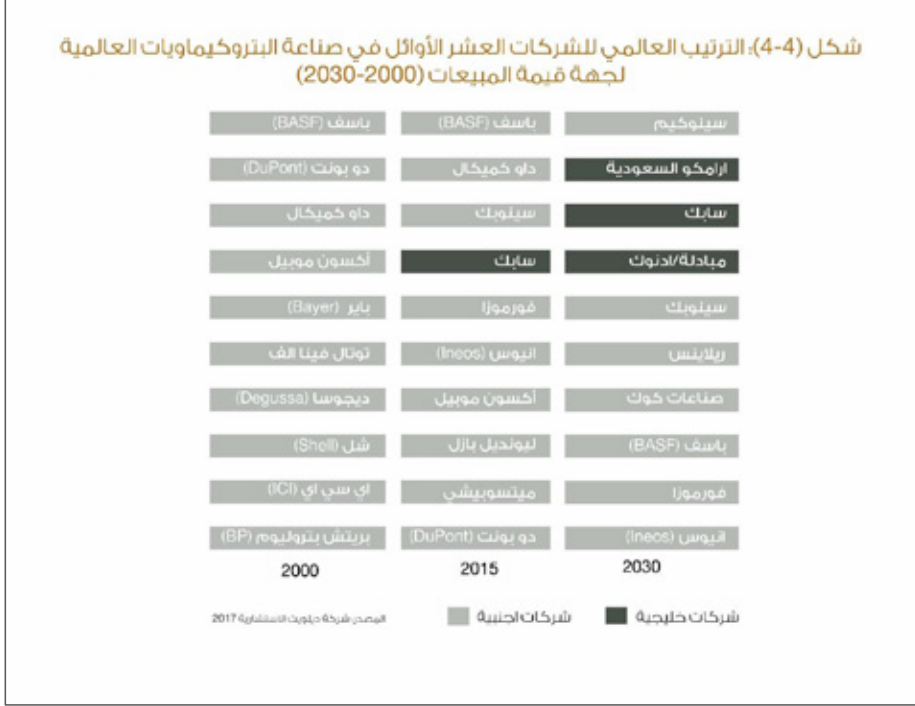 شكل (4-4): الترتيب العالمي للشركات العشر الأوائل في صناعة البتروكيماويات العالمية
لجهة قيمة المبيعات (2000-2030)
سينوكيم باسف (BASF) باسف (BASF)
ارامكو السعودية داو كميكال دو بونت (DuPont)
سابك سينوبك داو كميكال
مبادلة/ادنوك سابك أكسون موبيل
سينوبك فورموزا باير (Bayer)
ريلاينس انيوس (Ineos) توتال فينا الف
صناعات كوك أكسون موبيل ديجوسا (Degussa)
باسف (BASF) ليونديل بازل شل (Shell)
فورموزا ميتسوبيشي اي سي اي (ICI)
انيوس (Ineos) دو بونت (DuPont) بريتش بتروليوم (BP)
2030 2015 2000
شركات خليجية شركات اجنبية المصدر: شركة ديلويت الاستشارية 2017